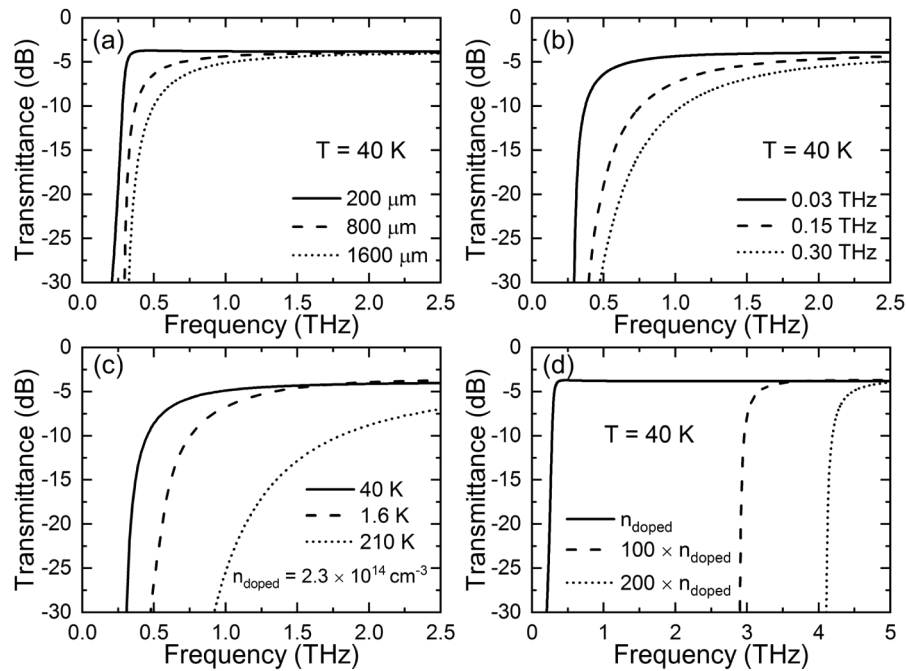 (a)
Transmittance (dB)
0
-5
-10
-15
-20
-25
-30
T = 40 K
200 μm
800 μm
1600 μm
0.0 0.5 1.0 1.5 2.0 2.5
Frequency (THz)
(b)
Transmittance (dB)
0
-5
-10
-15
-20
-25
-30
T = 40 K
0.03 THz
0.15 THz
0.30 THz
0.0 0.5 1.0 1.5 2.0 2.5
Frequency (THz)
(c)
Transmittance (dB)
0
-5
-10
-15
-20
-25
-30
40 K
1.6 K
210 K
n_doped = 2.3 × 10^14 cm^-3
0.0 0.5 1.0 1.5 2.0 2.5
Frequency (THz)
(d)
Transmittance (dB)
0
-5
-10
-15
-20
-25
-30
T = 40 K
n_doped
100 × n_doped
200 × n_doped
0 1 2 3 4 5
Frequency (THz)